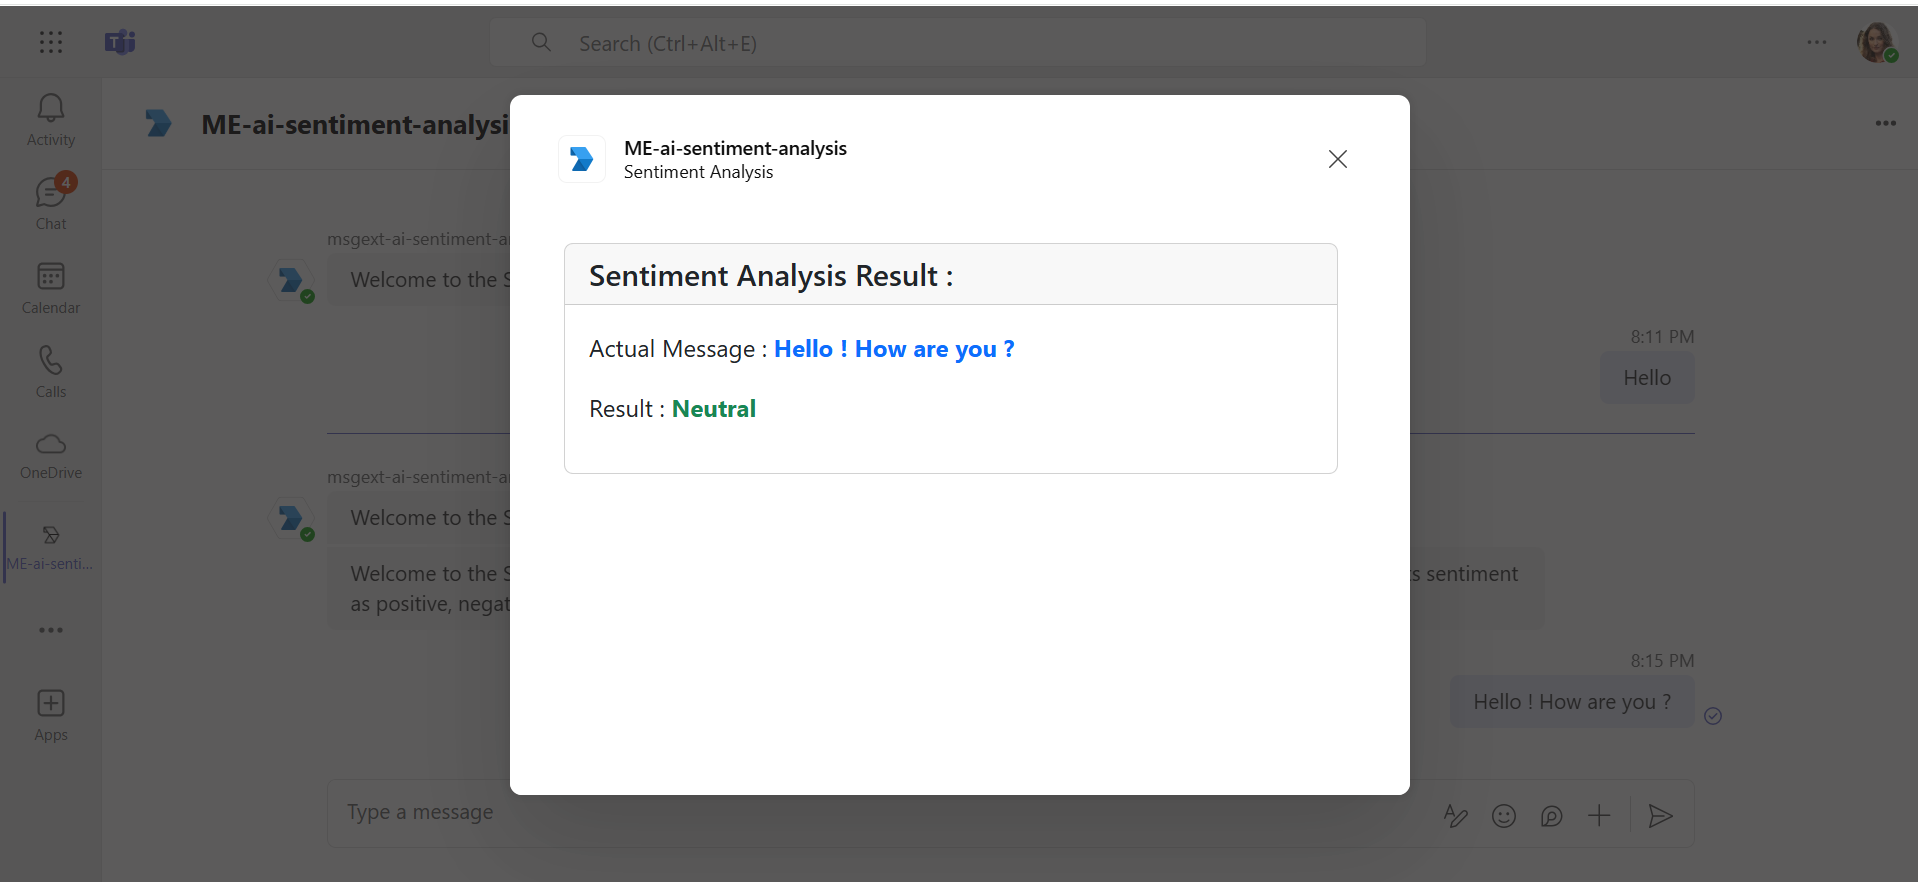 Search (Ctrl+Alt+E)
Activity
4
Chat
Calendar
Calls
OneDrive
ME-ai-senti...
Apps
ME-ai-sentiment-analysi
msgext-ai-sentiment-a
Welcome to the S
8:11 PM
Hello
msgext-ai-sentiment-a
Welcome to the S
Welcome to the S
s sentiment
as positive, negat
8:15 PM
Hello ! How are you ?
Type a message
ME-ai-sentiment-analysis
Sentiment Analysis
Sentiment Analysis Result :
Actual Message : Hello ! How are you ?
Result : Neutral